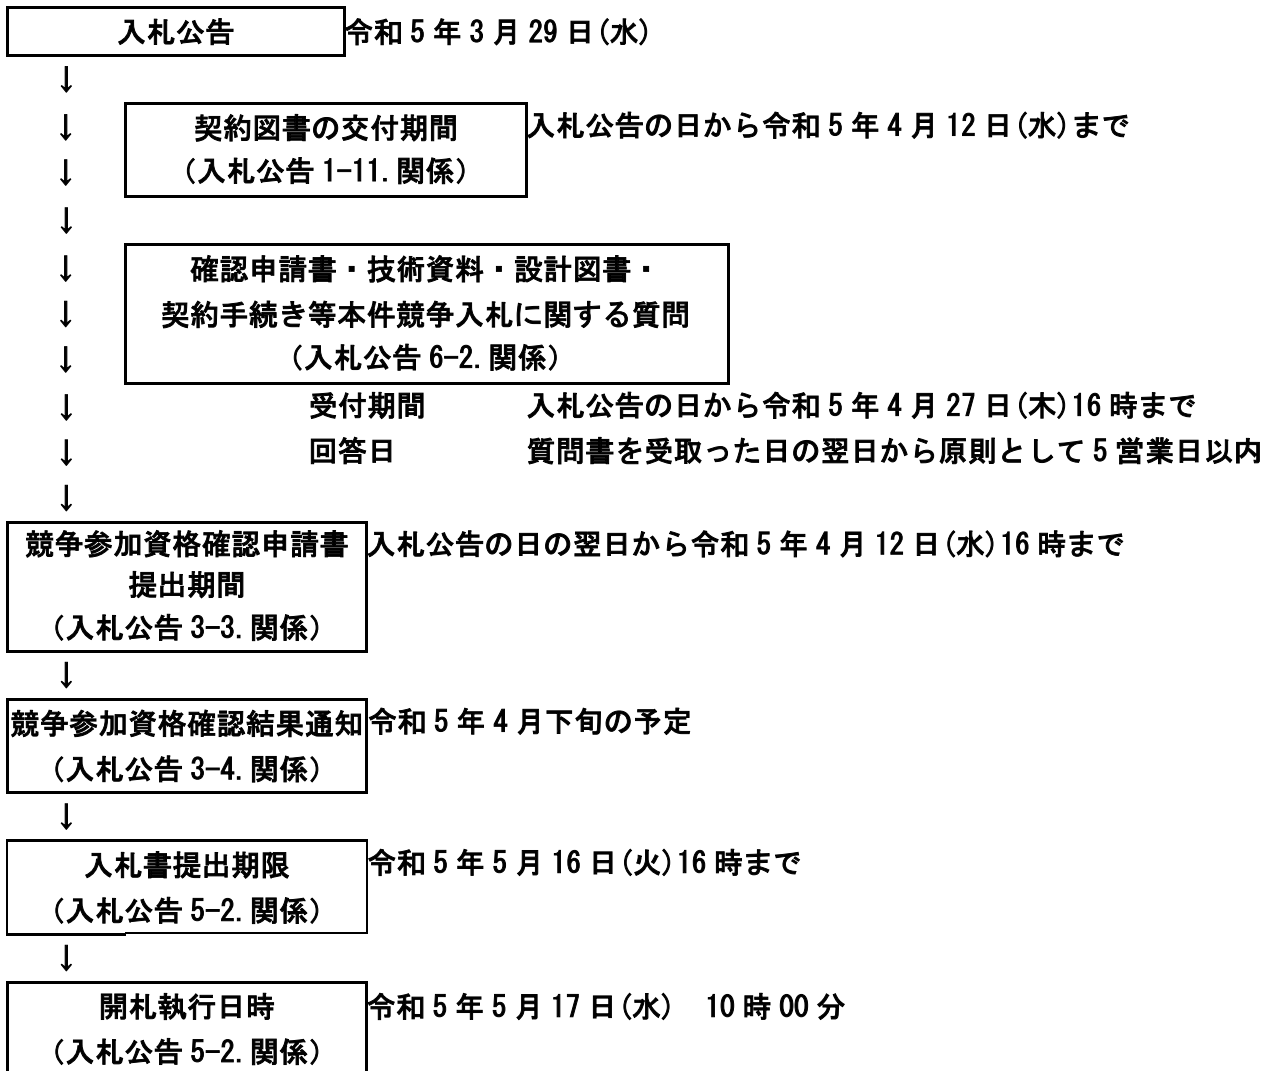 入札公告 令和5年3月29日(水)
↓
↓ 契約図書の交付期間 入札公告の日から令和5年4月12日(水)まで
↓ (入札公告1-11.関係)
↓
↓ 確認申請書・技術資料・設計図書・
↓ 契約手続き等本件競争入札に関する質問
↓ (入札公告6-2.関係)
↓ 受付期間 入札公告の日から令和5年4月27日(木)16時まで
↓ 回答日 質問書を受取った日の翌日から原則として5営業日以内
↓
競争参加資格確認申請書 入札公告の日の翌日から令和5年4月12日(水)16時まで
提出期間
(入札公告3-3.関係)
↓
競争参加資格確認結果通知 令和5年4月下旬の予定
(入札公告3-4.関係)
↓
入札書提出期限 令和5年5月16日(火)16時まで
(入札公告5-2.関係)
↓
開札執行日時 令和5年5月17日(水) 10時00分
(入札公告5-2.関係)